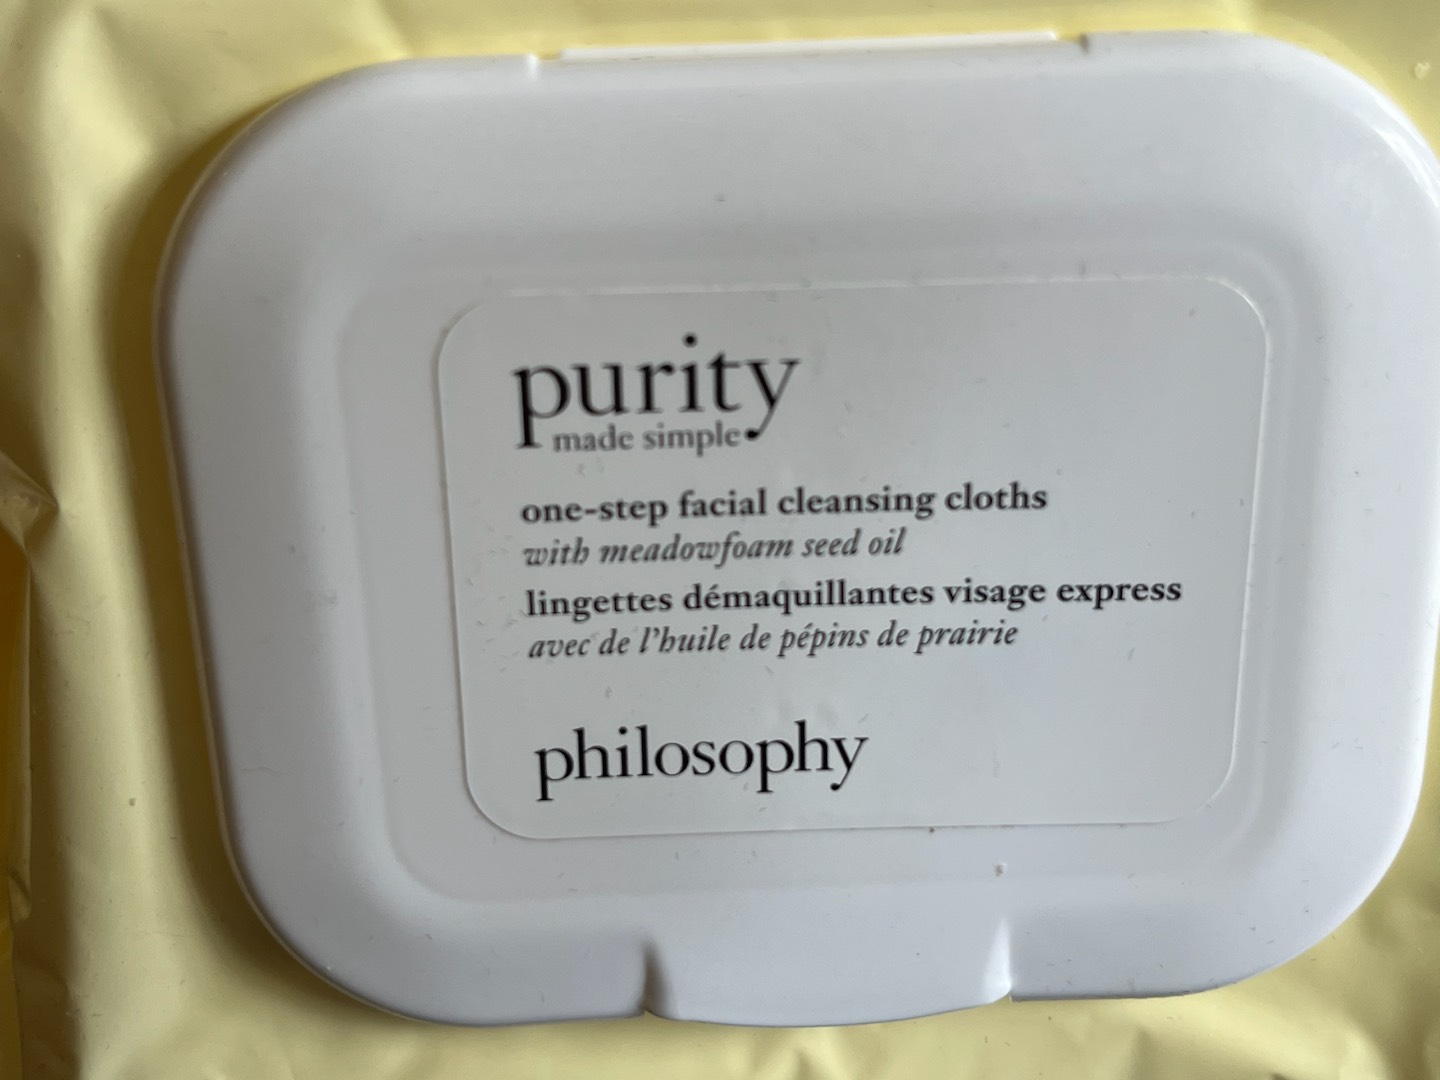 purity
made simple
one-step facial cleansing cloths
with meadowfoam seed oil
lingettes démaquillantes visage express
avec de l'huile de pépins de prairie
philosophy